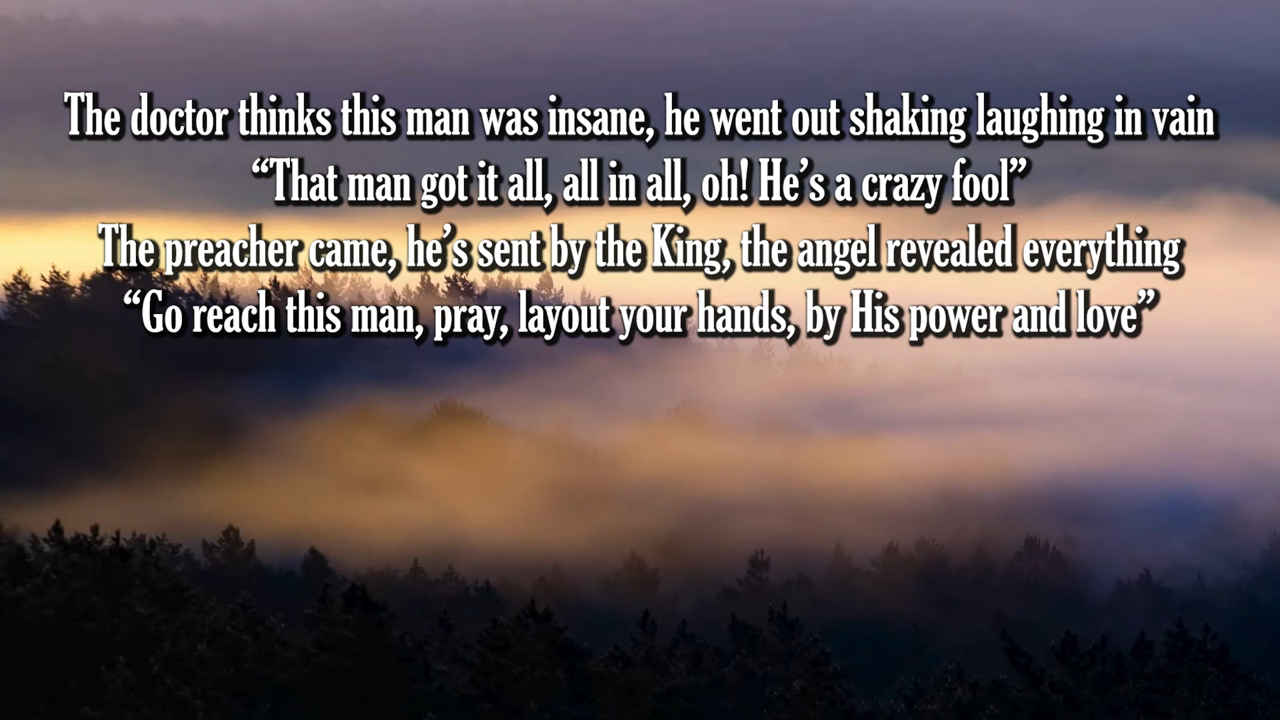 The doctor thinks this man was insane, he went out shaking laughing in vain
“That man got it all, all in all, oh! He’s a crazy fool”
The preacher came, he’s sent by the King, the angel revealed everything
“Go reach this man, pray, layout your hands, by His power and love”